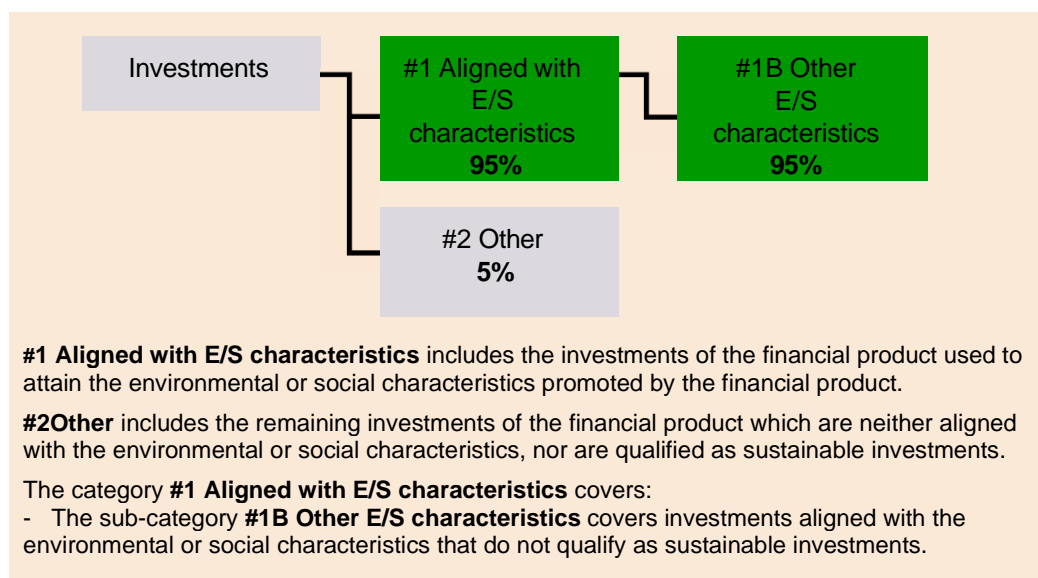 Investments
#1 Aligned with
E/S
characteristics
95%
#1B Other
E/S
characteristics
95%
#2 Other
5%
#1 Aligned with E/S characteristics includes the investments of the financial product used to
attain the environmental or social characteristics promoted by the financial product.
#2Other includes the remaining investments of the financial product which are neither aligned
with the environmental or social characteristics, nor are qualified as sustainable investments.
The category #1 Aligned with E/S characteristics covers:
- The sub-category #1B Other E/S characteristics covers investments aligned with the
environmental or social characteristics that do not qualify as sustainable investments.